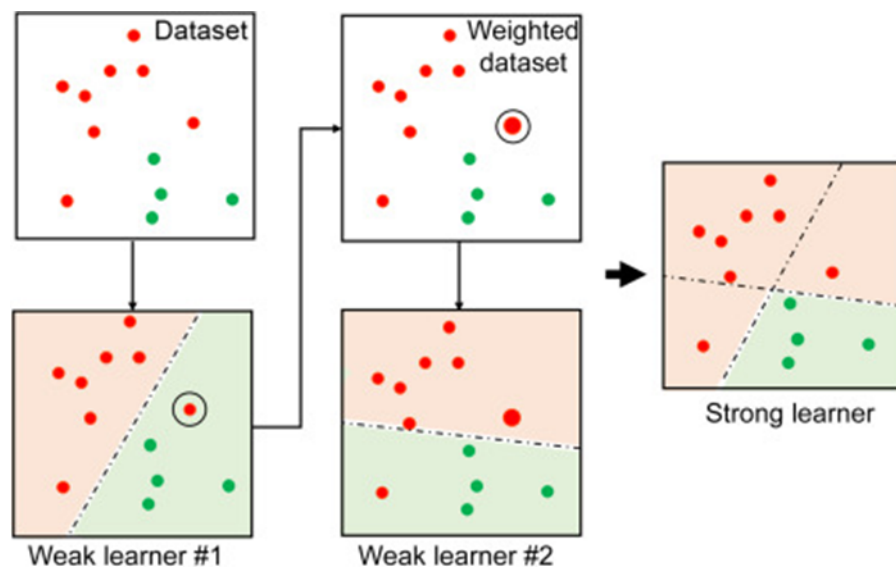 Dataset
Weighted
dataset
Weak learner #1
Weak learner #2
Strong learner